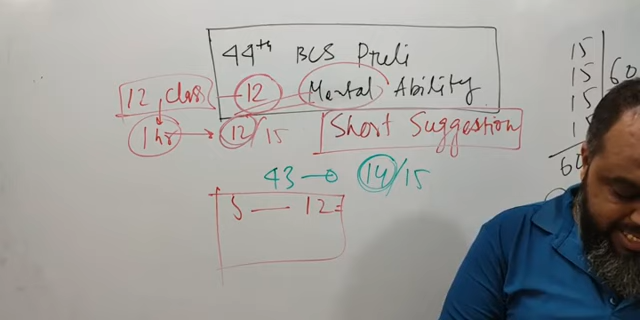 44th BCS Preli
12 class 12 Mental Ability
1 hr → 12/15 Short Suggestion
43 → 14/15
5 — 12=
15
15 60
15